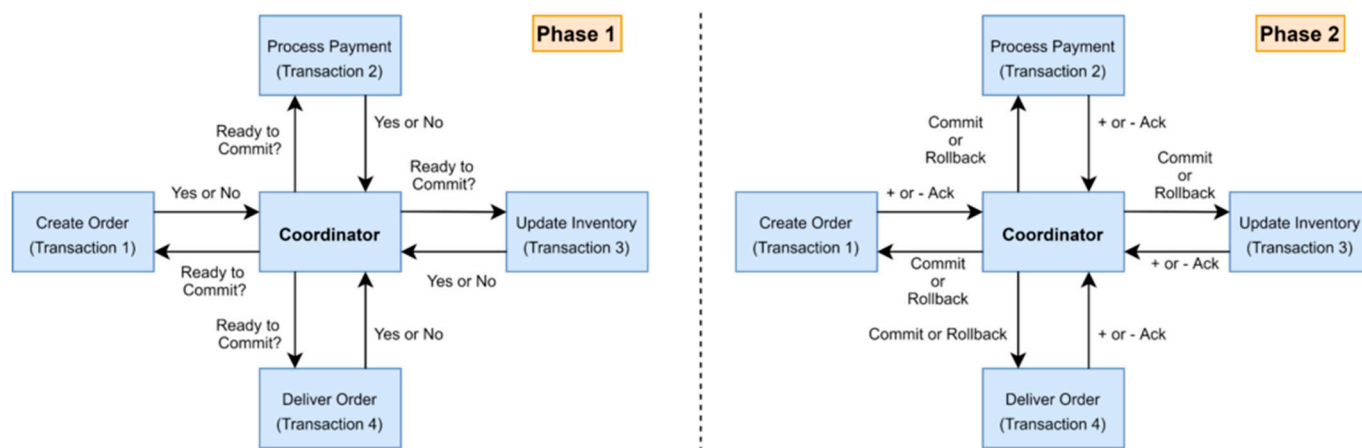 Phase 1
Process Payment
(Transaction 2)
Ready to
Commit?
Yes or No
Ready to
Commit?
Yes or No
Create Order
(Transaction 1)
Coordinator
Update Inventory
(Transaction 3)
Ready to
Commit?
Yes or No
Ready to
Commit?
Yes or No
Deliver Order
(Transaction 4)
Phase 2
Process Payment
(Transaction 2)
Commit
or
Rollback
+ or - Ack
Commit
or
Rollback
+ or - Ack
Create Order
(Transaction 1)
Coordinator
Update Inventory
(Transaction 3)
Commit
or
Rollback
+ or - Ack
Commit or Rollback
+ or - Ack
Deliver Order
(Transaction 4)